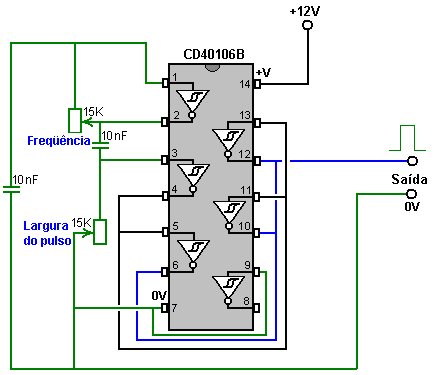 +12V
CD40106B
+V
1
14
15K
2
13
Freqüência
10nF
3
12
10nF
Saída
4
11
0V
15K
Largura
do pulso
5
10
6
9
0V
7
8